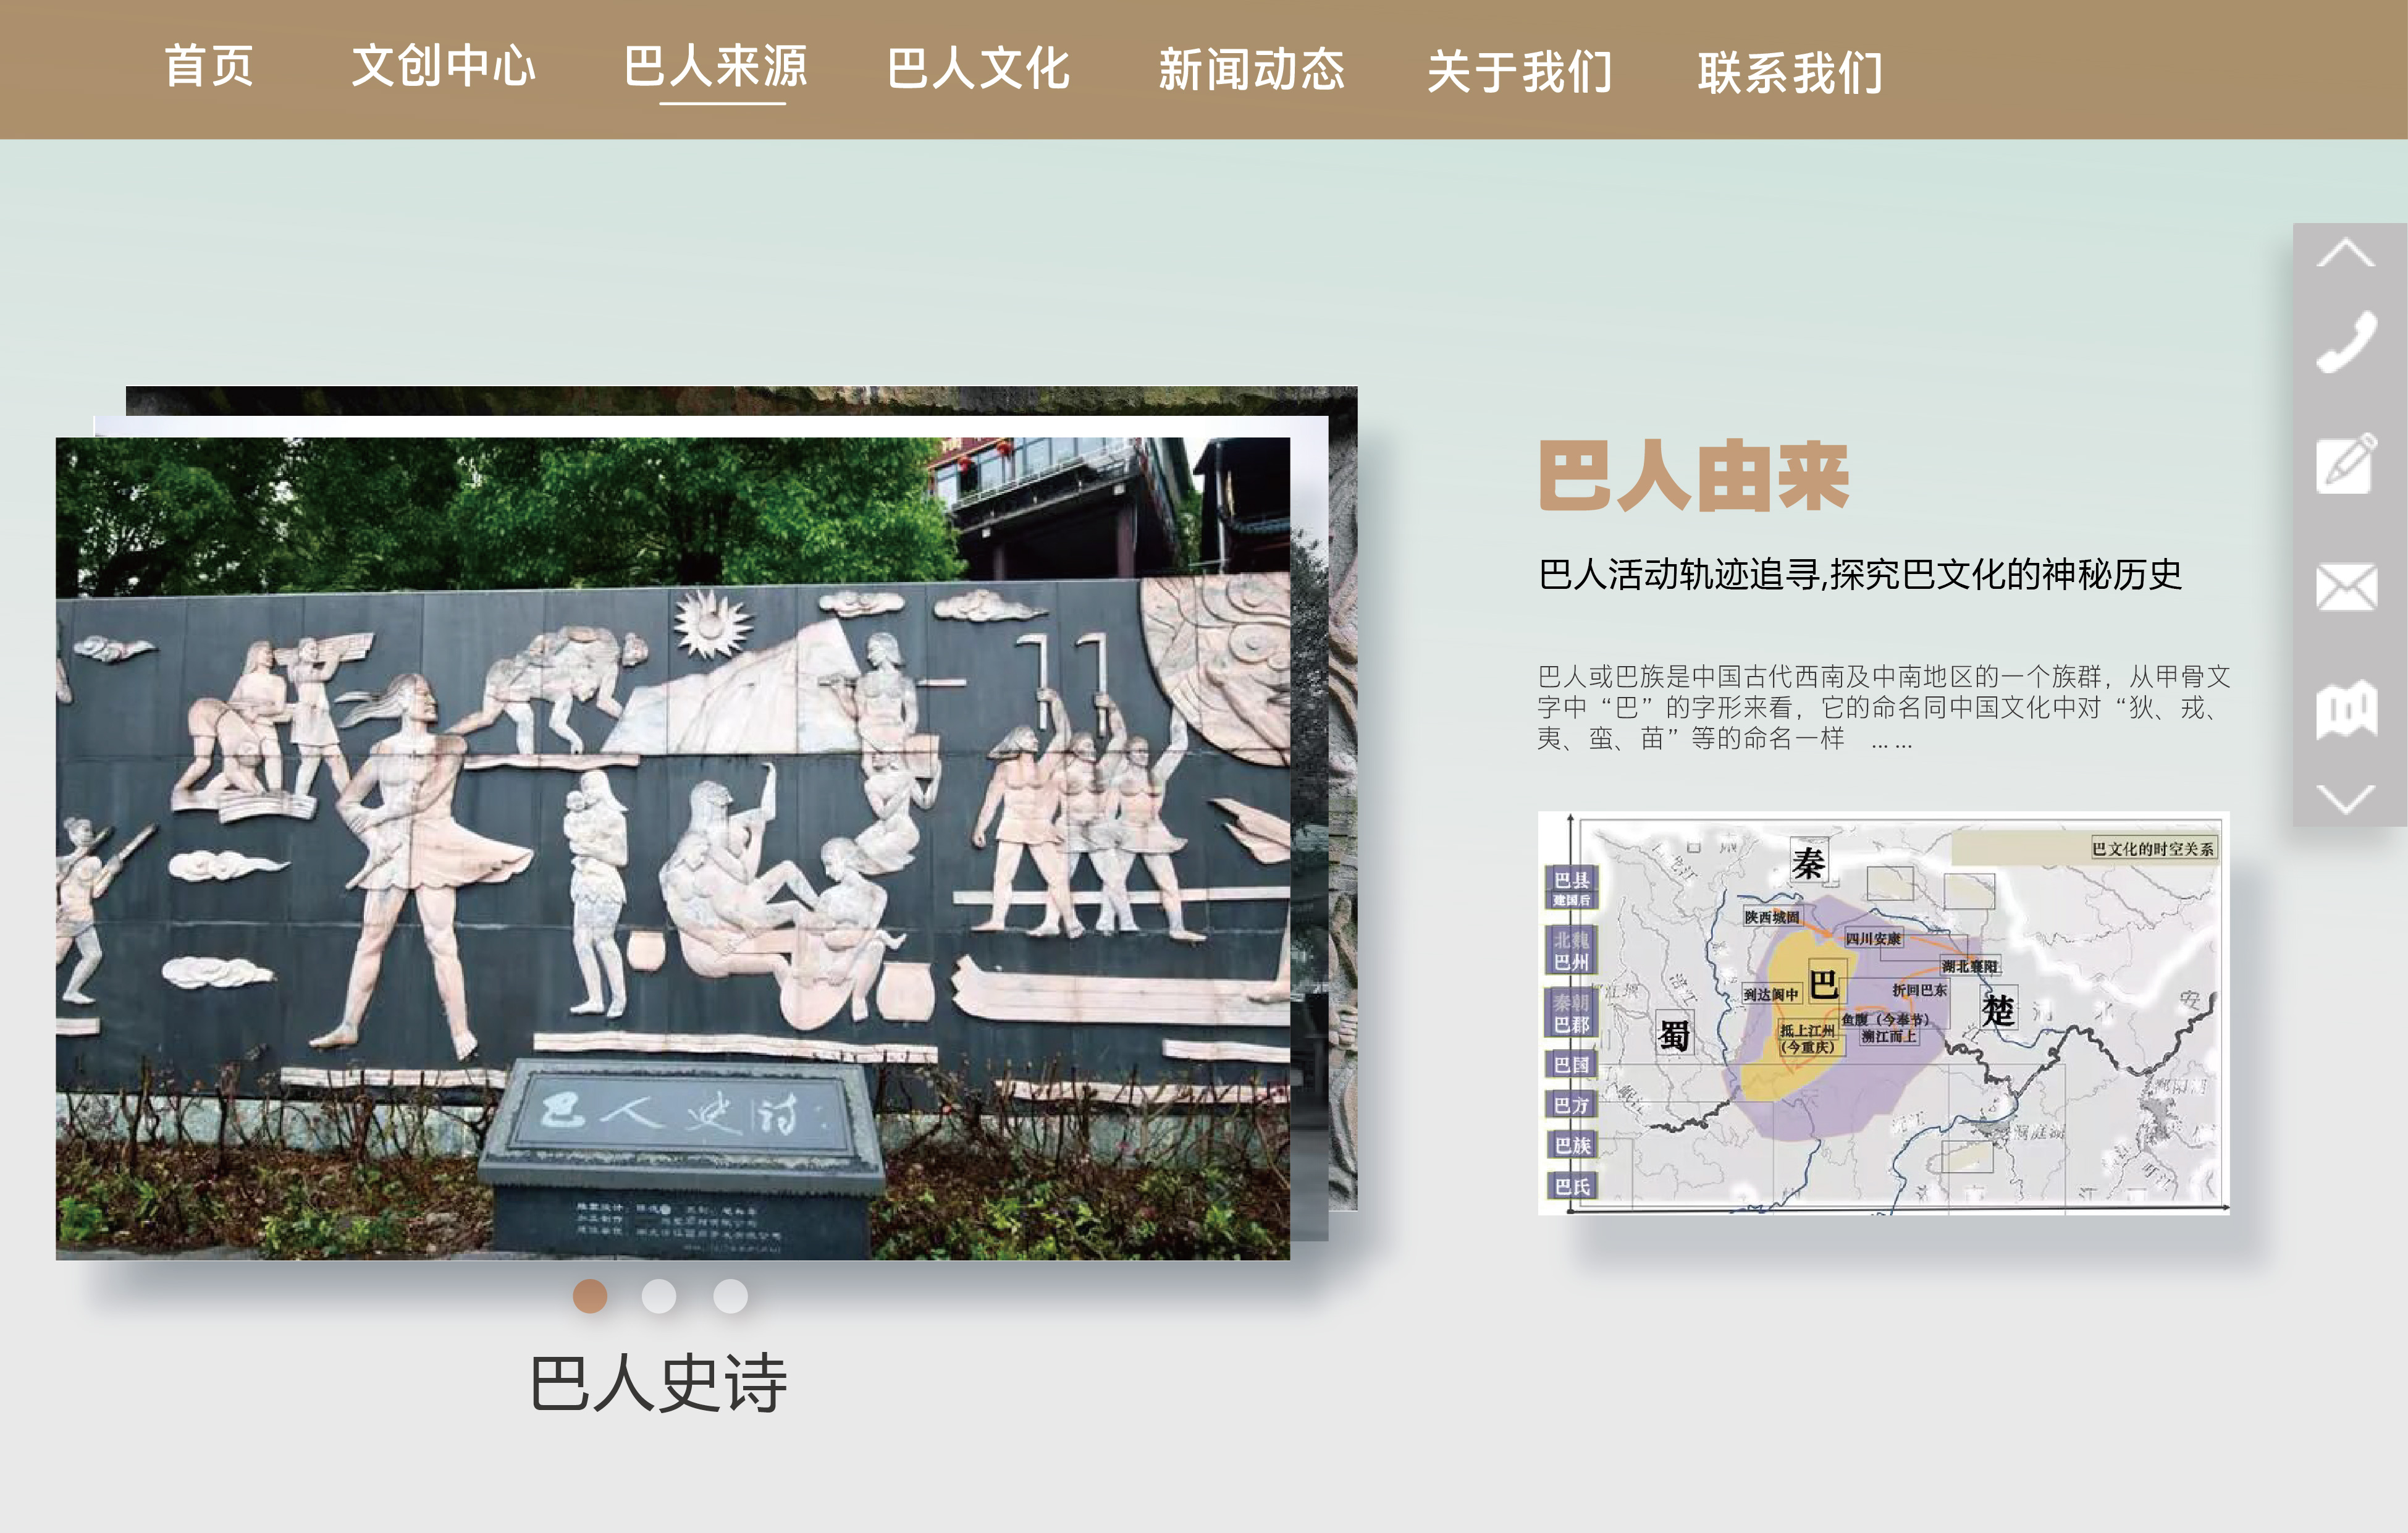 首页 文创中心 巴人来源 巴人文化 新闻动态 关于我们 联系我们
巴人由来
巴人活动轨迹追寻,探究巴文化的神秘历史
巴人或巴族是中国古代西南及中南地区的一个族群，从甲骨文
字中“巴”的字形来看，它的命名同中国文化中对“狄、戎、
夷、蛮、苗”等的命名一样 ... ...
巴人史诗
巴人史诗
巴文化的时空关系
秦
巴县
建国后
陕西城固
北魏
巴州
四川安康
湖北襄阳
巴
到达阆中
折回巴东
秦朝
巴郡
楚
安
蜀
鱼腹（今奉节）
溯江而上
抵上江州
(今重庆)
巴国
巴方
巴族
洞庭湖
巴氏